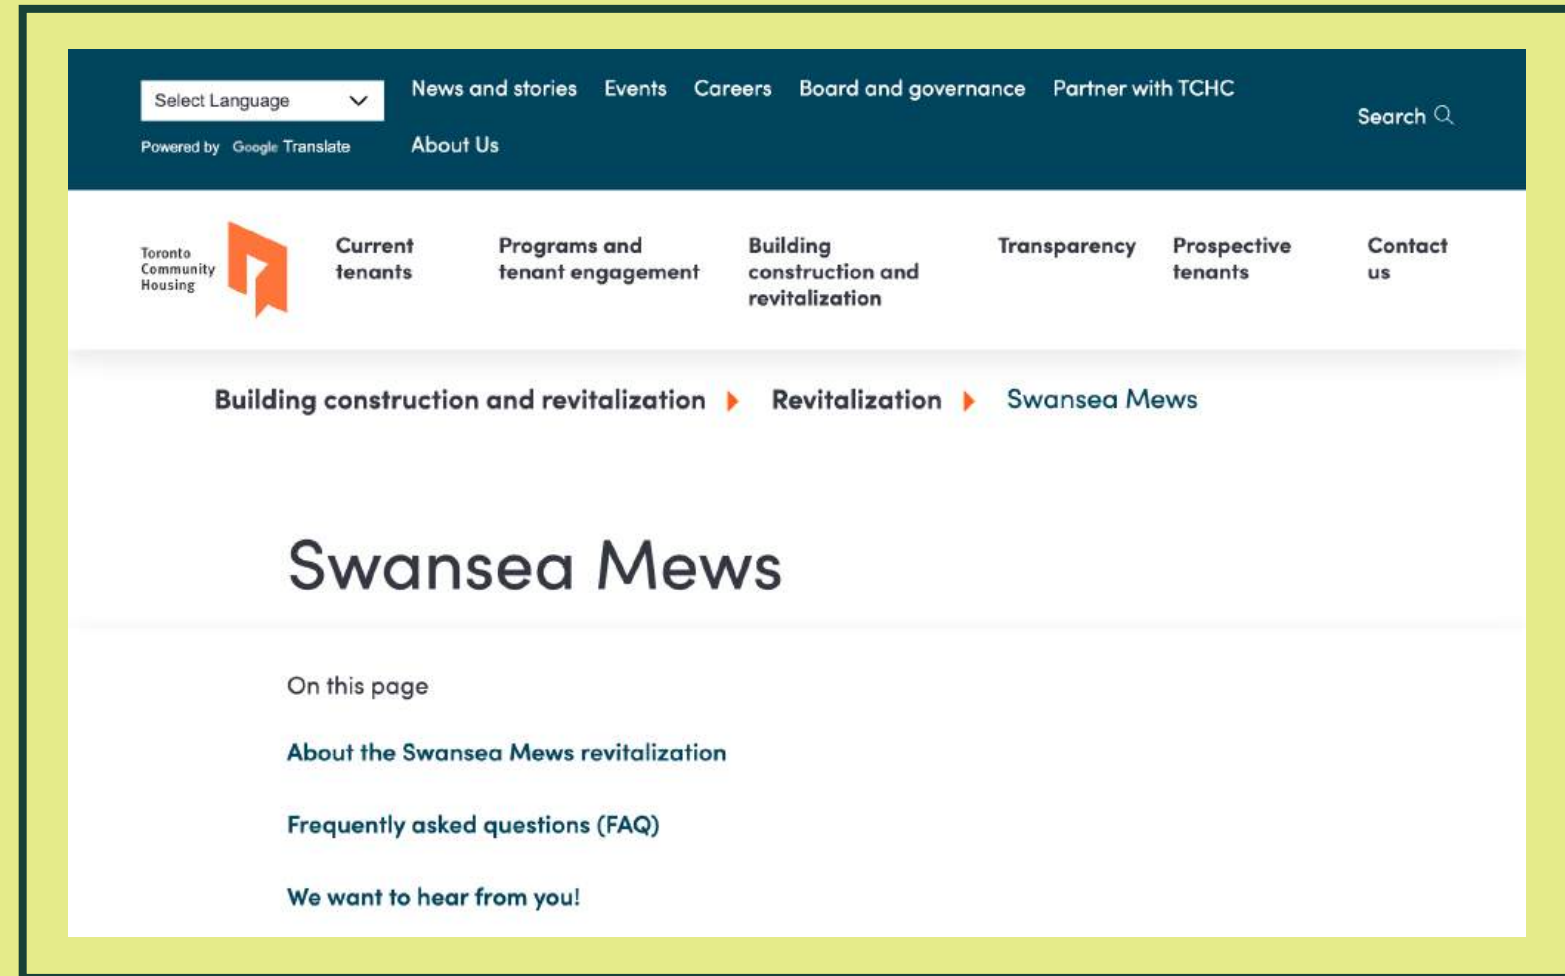 Select Language
Powered by Google Translate
News and stories Events Careers Board and governance Partner with TCHC
About Us
Search
Toronto
Community
Housing
Current
tenants
Programs and
tenant engagement
Building
construction and
revitalization
Transparency
Prospective
tenants
Contact
us
Building construction and revitalization Revitalization Swansea Mews
Swansea Mews
On this page
About the Swansea Mews revitalization
Frequently asked questions (FAQ)
We want to hear from you!